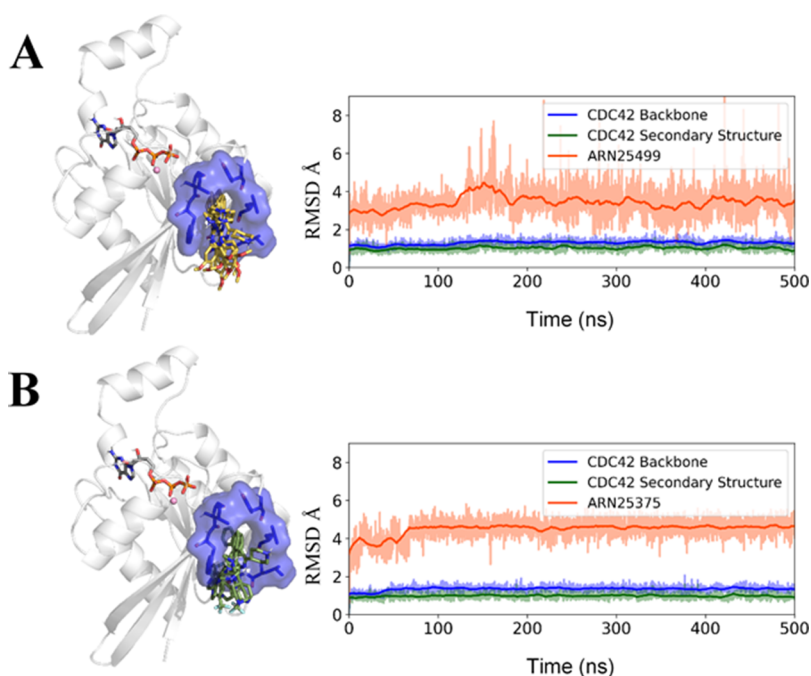 A
8
6
4
2
0
RMSD Å
CDC42 Backbone
CDC42 Secondary Structure
ARN25499
0 100 200 300 400 500
Time (ns)
B
8
6
4
2
0
RMSD Å
CDC42 Backbone
CDC42 Secondary Structure
ARN25375
0 100 200 300 400 500
Time (ns)